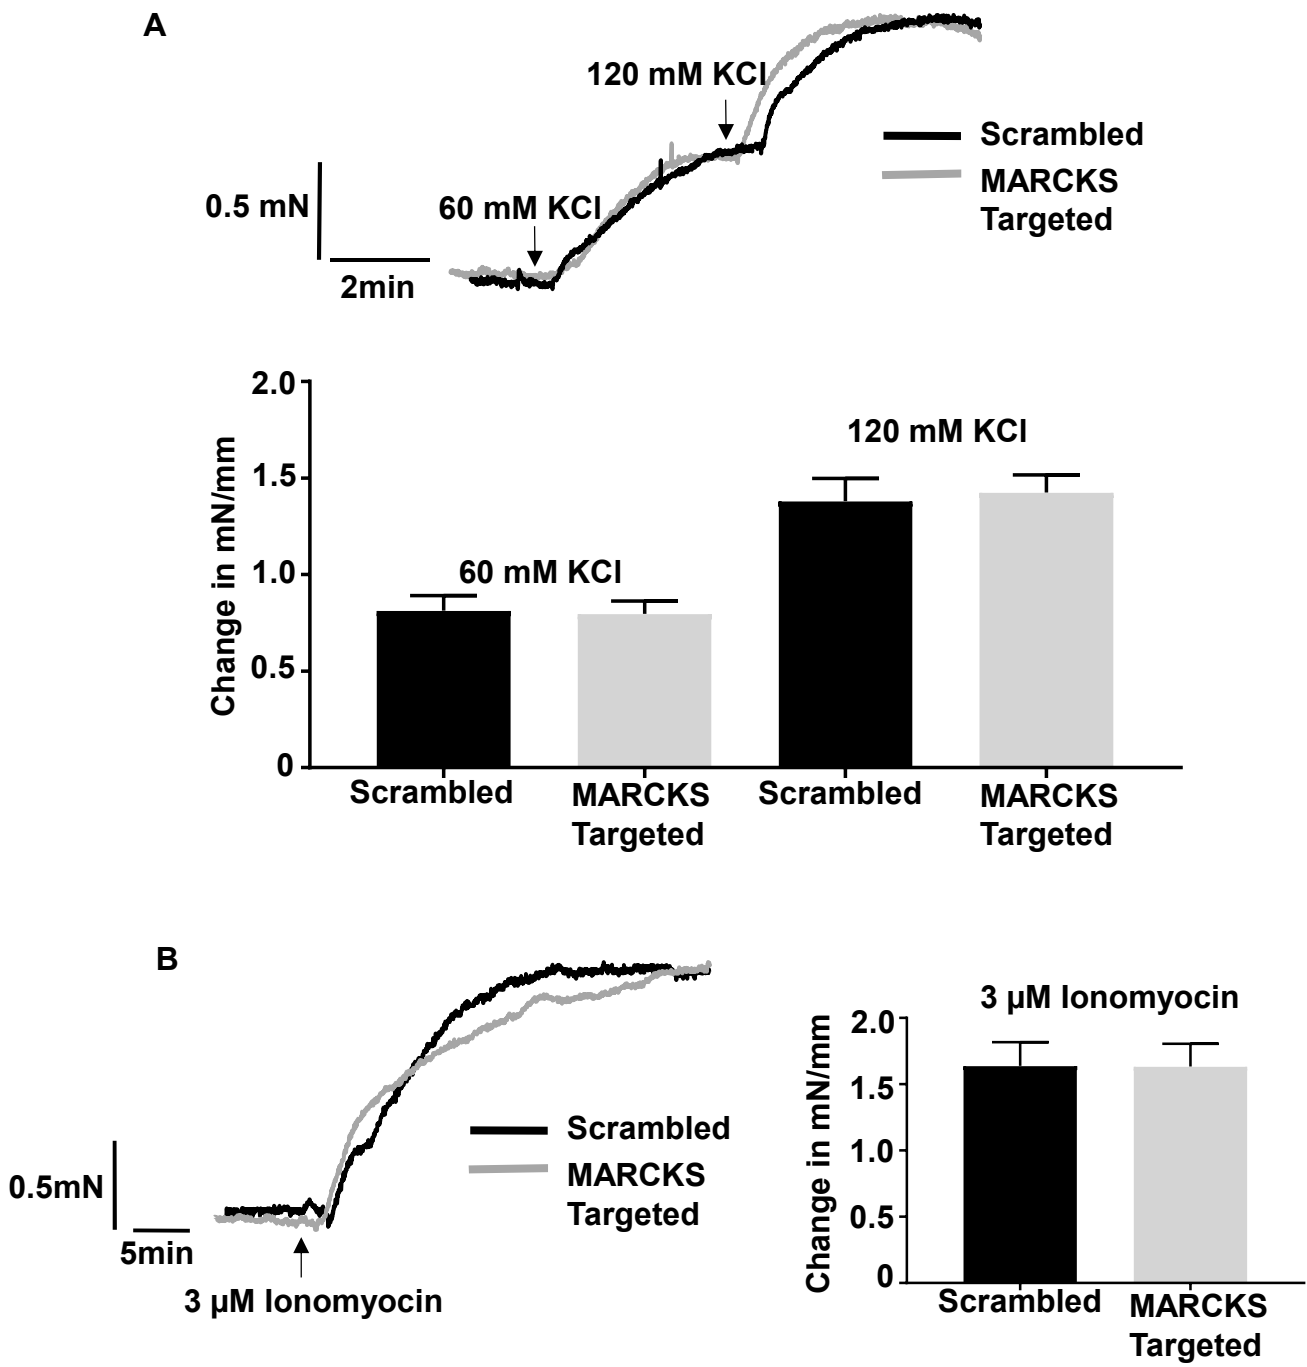 A
120 mM KCl
Scrambled
MARCKS
Targeted
0.5 mN
60 mM KCl
2min
2.0
1.5
1.0
0.5
0
Change in mN/mm
120 mM KCl
60 mM KCl
Scrambled
MARCKS
Targeted
Scrambled
MARCKS
Targeted
B
Scrambled
MARCKS
Targeted
0.5mN
5min
3 µM Ionomyocin
3 µM Ionomyocin
2.0
1.5
1.0
0.5
0
Change in mN/mm
Scrambled
MARCKS
Targeted